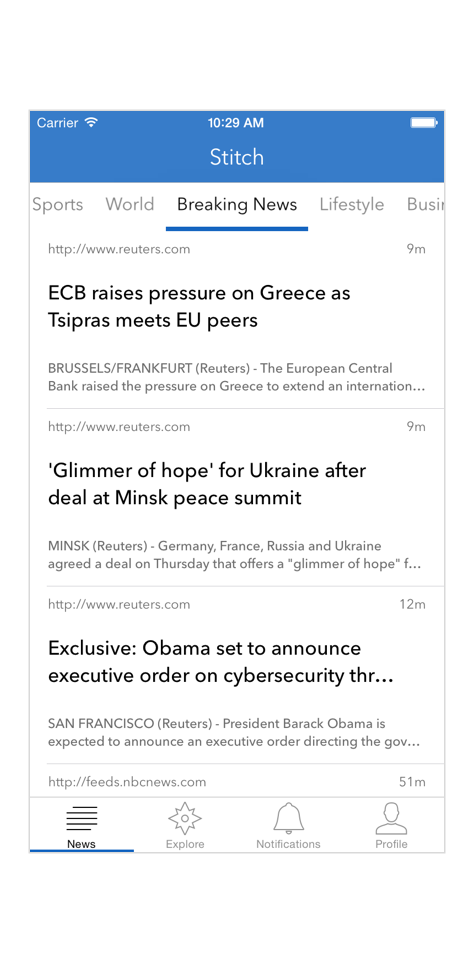 Carrier 10:29 AM
Stitch
Sports World Breaking News Lifestyle Busi
http://www.reuters.com 9m
ECB raises pressure on Greece as
Tsipras meets EU peers
BRUSSELS/FRANKFURT (Reuters) - The European Central
Bank raised the pressure on Greece to extend an internation...
http://www.reuters.com 9m
'Glimmer of hope' for Ukraine after
deal at Minsk peace summit
MINSK (Reuters) - Germany, France, Russia and Ukraine
agreed a deal on Thursday that offers a "glimmer of hope" f...
http://www.reuters.com 12m
Exclusive: Obama set to announce
executive order on cybersecurity thr...
SAN FRANCISCO (Reuters) - President Barack Obama is
expected to announce an executive order directing the gov...
http://feeds.nbcnews.com 51m
News Explore Notifications Profile